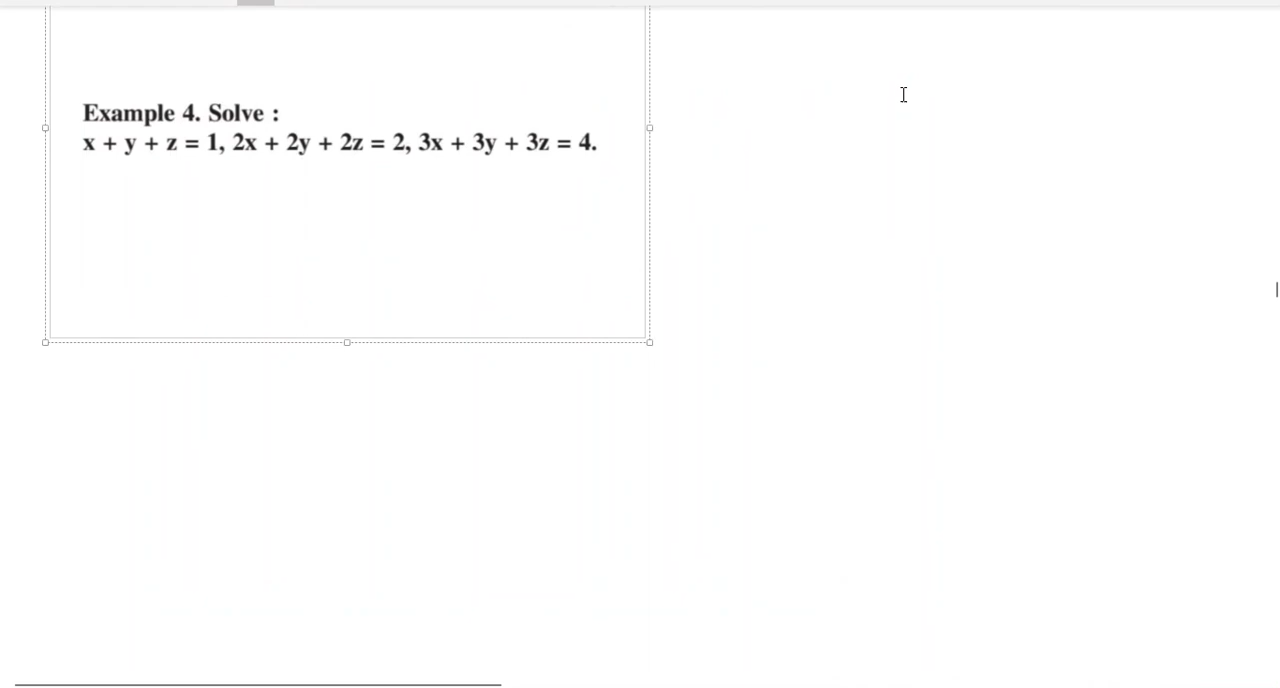 Example 4. Solve :
x + y + z = 1, 2x + 2y + 2z = 2, 3x + 3y + 3z = 4.